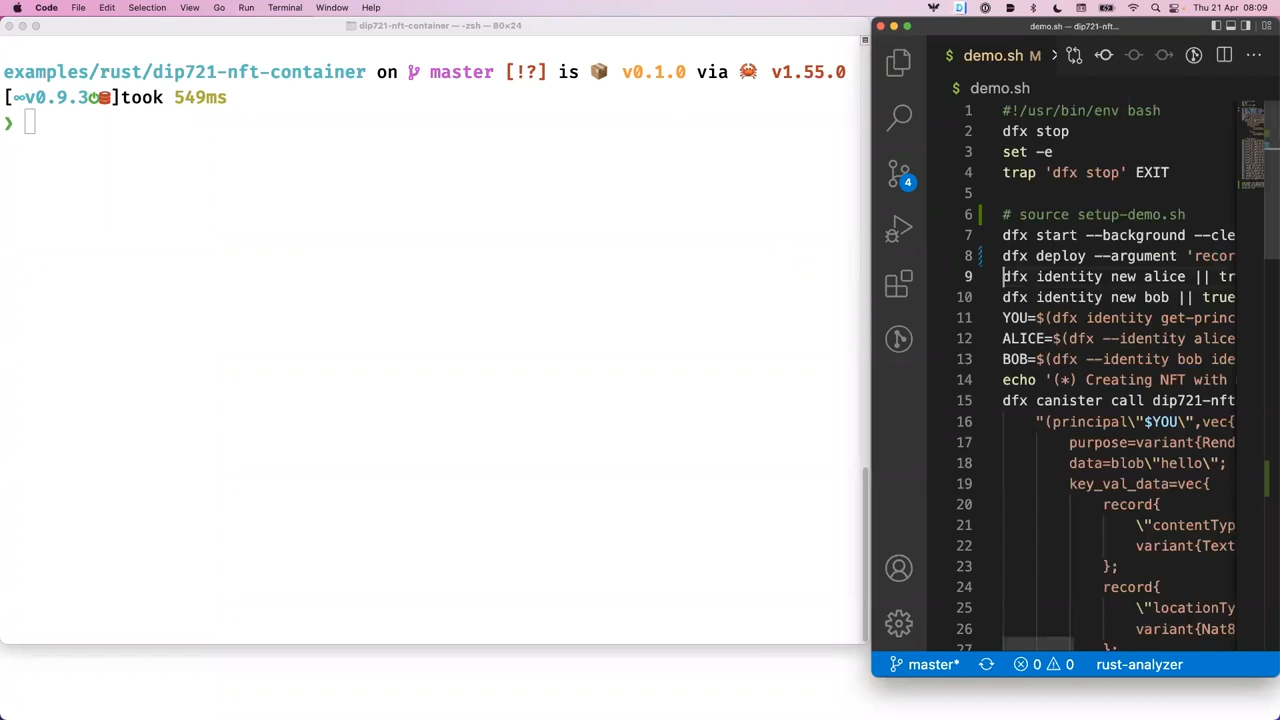 Code File Edit Selection View Go Run Terminal Window Help
Thu 21 Apr 08:09
dip721-nft-container — -zsh — 80×24
examples/rust/dip721-nft-container on master [!?] is 📦 v0.1.0 via 🦀 v1.55.0
[∞v0.9.3]took 549ms
❯
demo.sh — dip721-nft...
$ demo.sh M
$ demo.sh
1 #!/usr/bin/env bash
2 dfx stop
3 set -e
4 trap 'dfx stop' EXIT
5
6 # source setup-demo.sh
7 dfx start --background --cle
8 dfx deploy --argument 'recor
9 dfx identity new alice || tr
10 dfx identity new bob || true
11 YOU=$(dfx identity get-princ
12 ALICE=$(dfx --identity alice
13 BOB=$(dfx --identity bob ide
14 echo '(*) Creating NFT with
15 dfx canister call dip721-nft
16 "(principal\"$YOU\",vec{
17 purpose=variant{Rend
18 data=blob\"hello\";
19 key_val_data=vec{
20 record{
21 \"contentTyp
22 variant{Text
23 };
24 record{
25 \"locationTy
26 variant{Nat8
27 };
4
master* 0 0 rust-analyzer